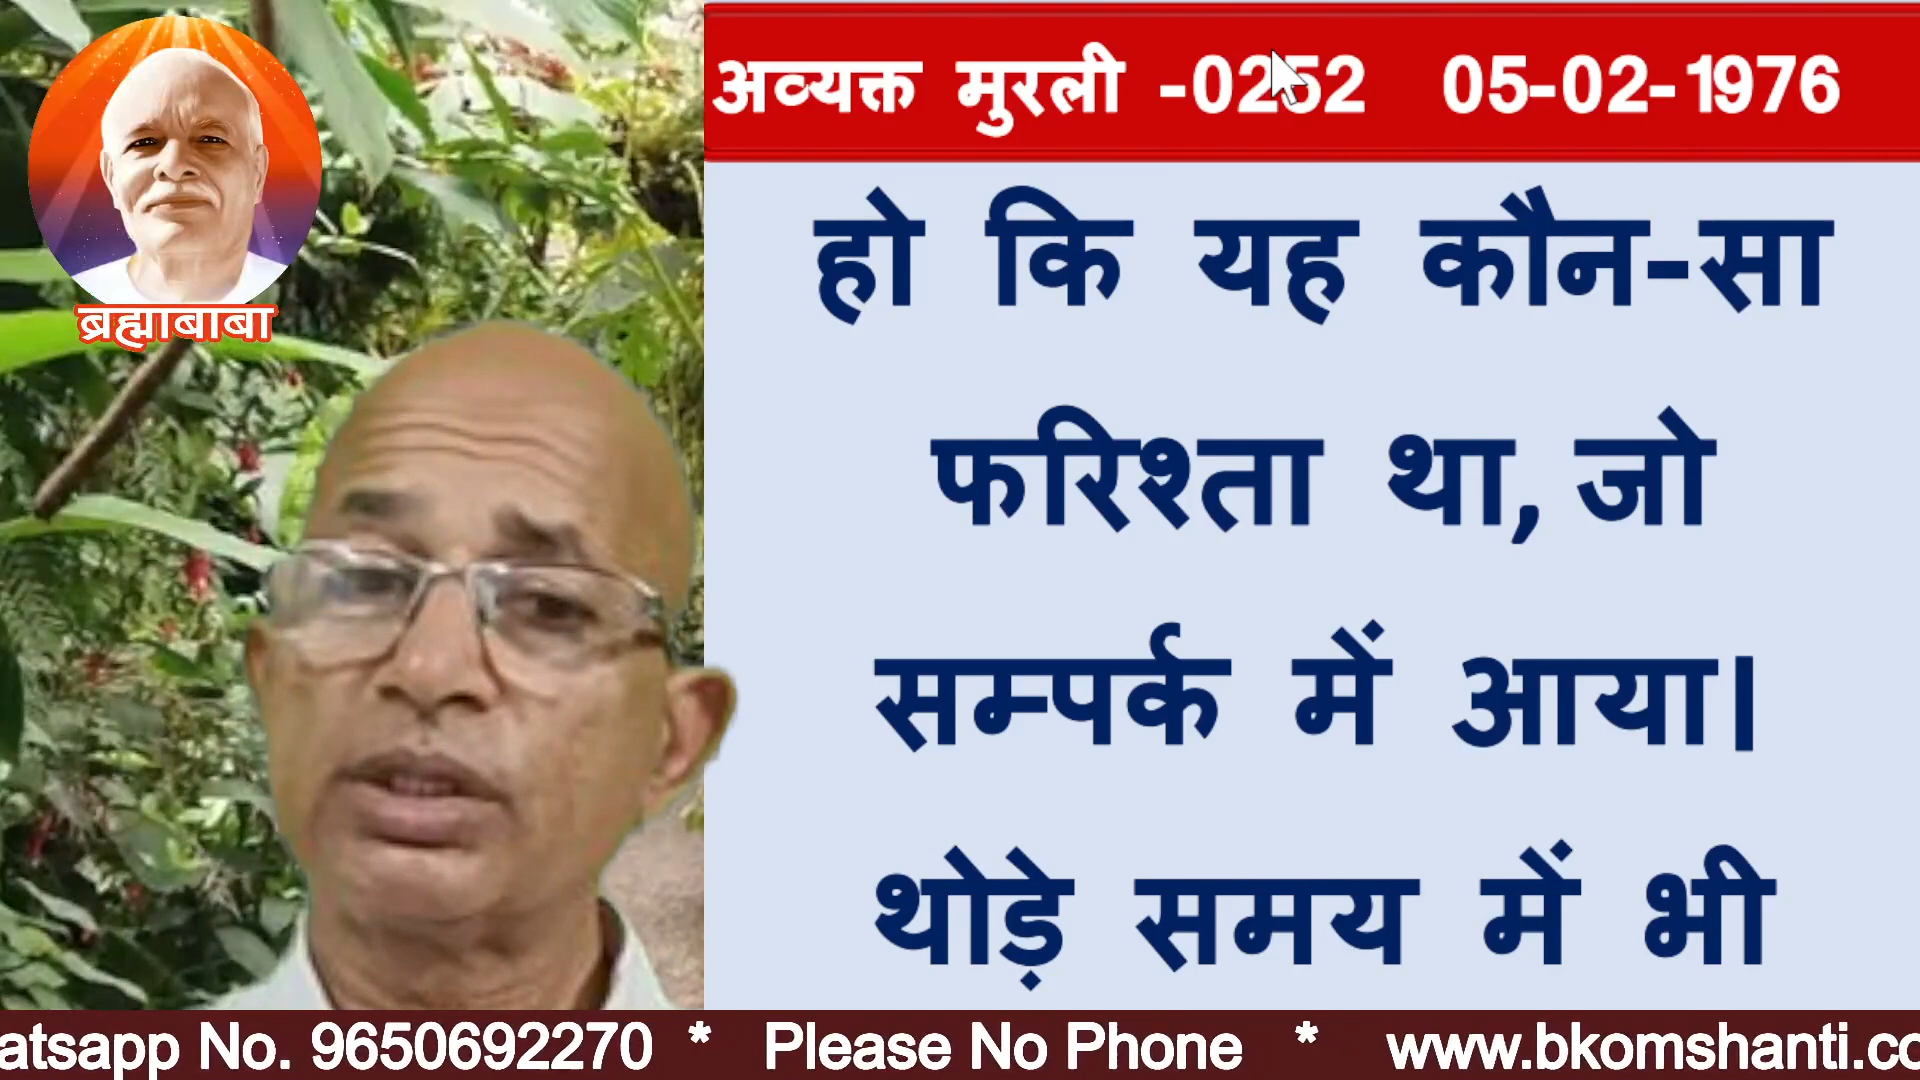 ब्रह्माबाबा
अव्यक्त मुरली -0252 05-02-1976
हो कि यह कौन-सा
फरिश्ता था, जो
सम्पर्क में आया।
थोड़े समय में भी
atsapp No. 9650692270 * Please No Phone * www.bkomshanti.co